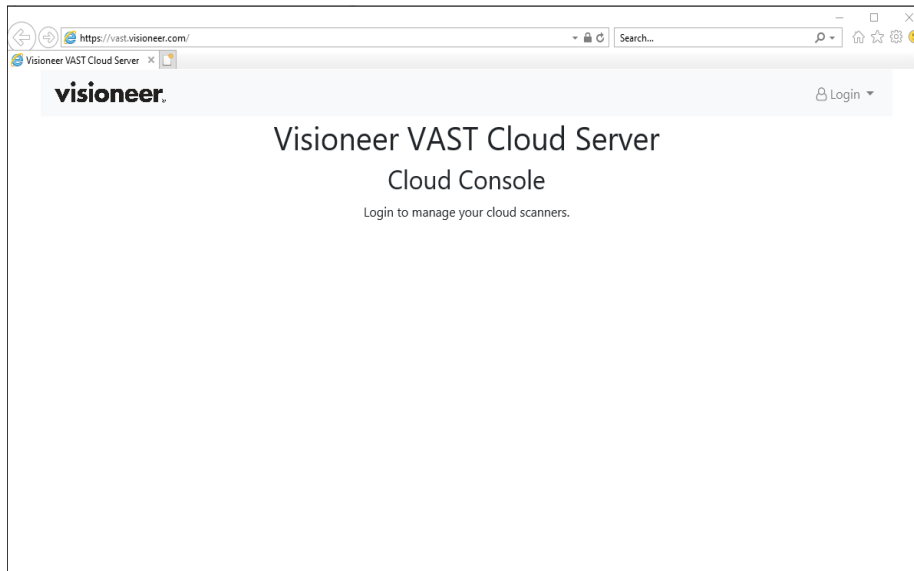 https://vast.visioneer.com/
Search...
Visioneer VAST Cloud Server
visioneer
Login
Visioneer VAST Cloud Server
Cloud Console
Login to manage your cloud scanners.